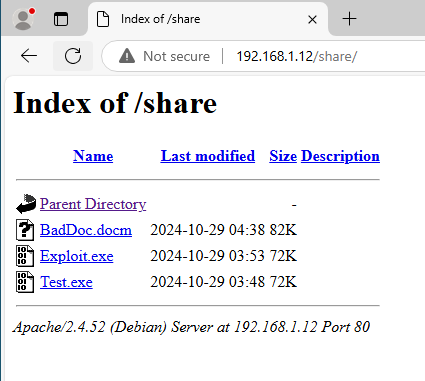 Index of /share
Not secure 192.168.1.12/share/
Index of /share
Name Last modified Size Description
Parent Directory -
BadDoc.docm 2024-10-29 04:38 82K
Exploit.exe 2024-10-29 03:53 72K
Test.exe 2024-10-29 03:48 72K
Apache/2.4.52 (Debian) Server at 192.168.1.12 Port 80